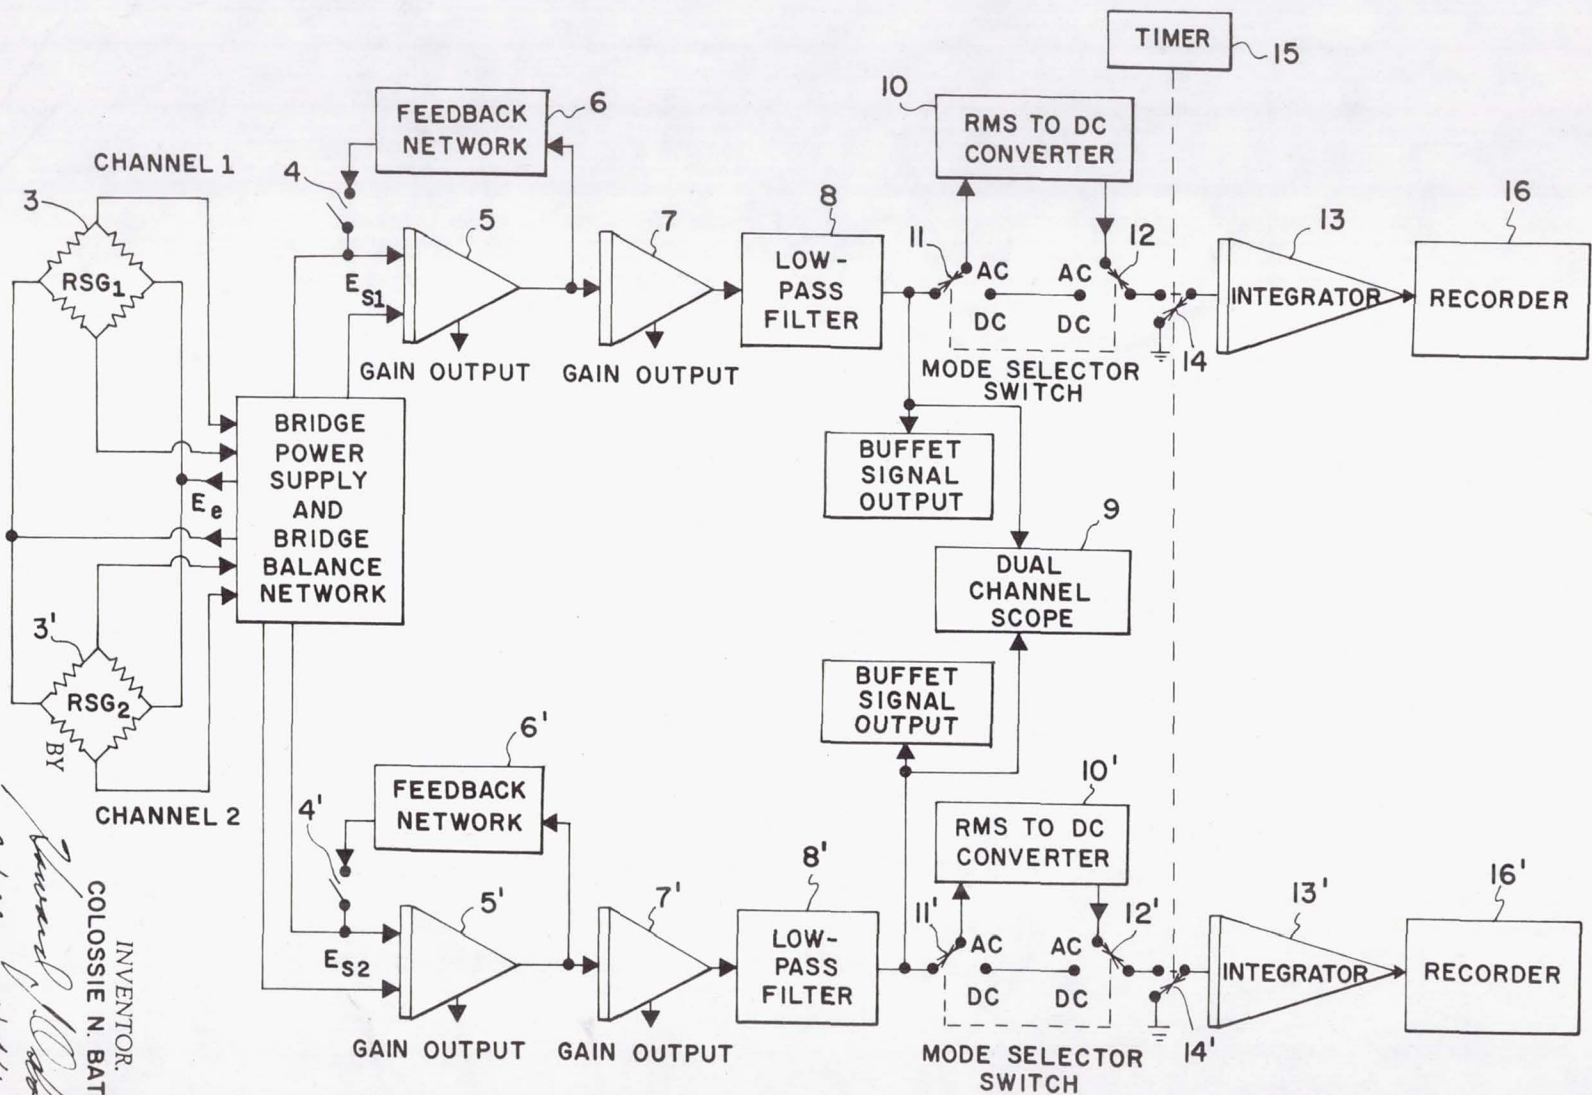 TIMER
15
10
RMS TO DC
CONVERTER
FEEDBACK
NETWORK
6
CHANNEL 1
3
4
5
7
8
11
12
13
16
RSG1
ES1
LOW-
PASS
FILTER
AC
AC
DC
DC
INTEGRATOR
RECORDER
14
GAIN OUTPUT
GAIN OUTPUT
MODE SELECTOR
SWITCH
BRIDGE
POWER
SUPPLY
AND
BRIDGE
BALANCE
NETWORK
Ee
BUFFET
SIGNAL
OUTPUT
9
DUAL
CHANNEL
SCOPE
3'
RSG2
BY
CHANNEL 2
BUFFET
SIGNAL
OUTPUT
6'
FEEDBACK
NETWORK
4'
10'
RMS TO DC
CONVERTER
5'
7'
8'
11'
12'
13'
16'
ES2
LOW-
PASS
FILTER
AC
AC
DC
DC
INTEGRATOR
RECORDER
14'
GAIN OUTPUT
GAIN OUTPUT
MODE SELECTOR
SWITCH
INVENTOR.
COLOSSIE N. BAT